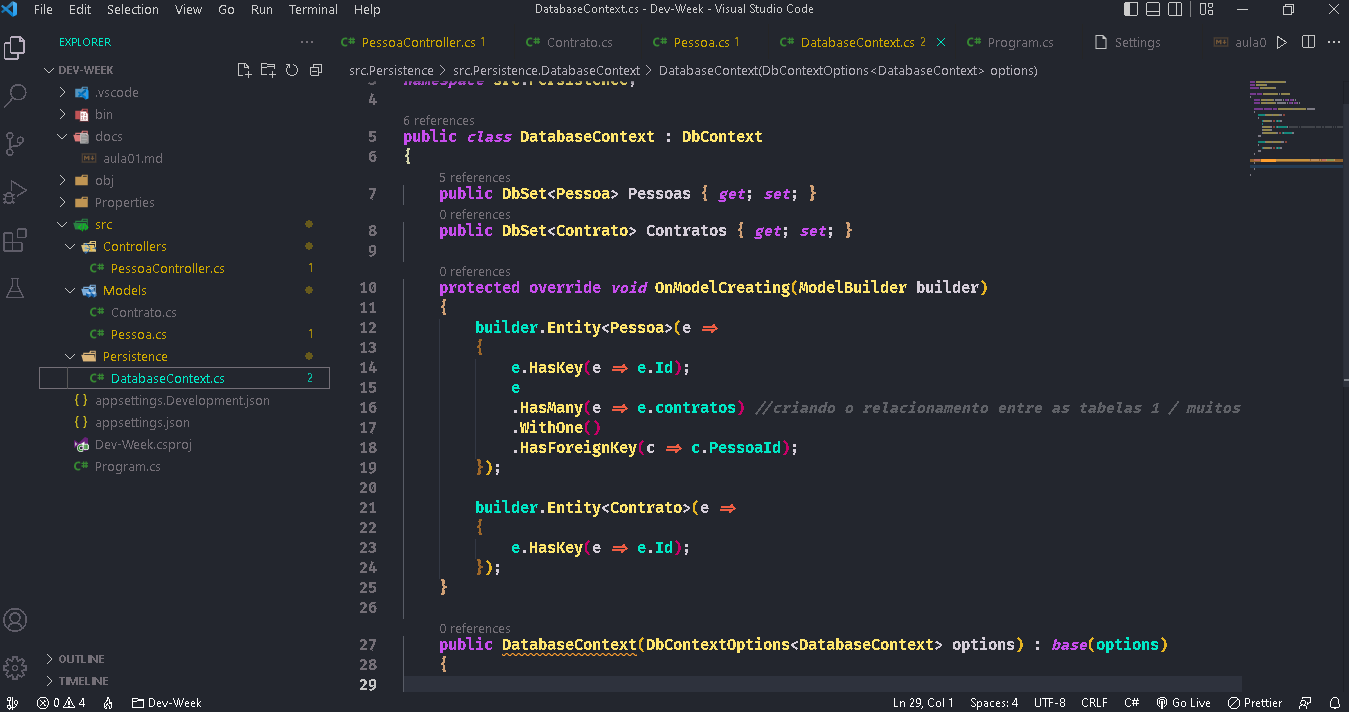 File Edit Selection View Go Run Terminal Help DatabaseContext.cs - Dev-Week - Visual Studio Code
EXPLORER
PessoaController.cs 1 Contrato.cs Pessoa.cs 1 DatabaseContext.cs 2 Program.cs Settings aula0
DEV-WEEK
src.Persistence > src.Persistence.DatabaseContext > DatabaseContext(DbContextOptions<DatabaseContext> options)
.vscode
bin
docs
aula01.md
obj
Properties
src
Controllers
PessoaController.cs 1
Models
Contrato.cs
Pessoa.cs 1
Persistence
DatabaseContext.cs 2
appsettings.Development.json
appsettings.json
Dev-Week.csproj
Program.cs
OUTLINE
TIMELINE
3 namespace src.Persistence;
4
6 references
5 public class DatabaseContext : DbContext
6 {
5 references
7 public DbSet<Pessoa> Pessoas { get; set; }
0 references
8 public DbSet<Contrato> Contratos { get; set; }
9
0 references
10 protected override void OnModelCreating(ModelBuilder builder)
11 {
12 builder.Entity<Pessoa>(e =>
13 {
14 e.HasKey(e => e.Id);
15 e
16 .HasMany(e => e.contratos) //criando o relacionamento entre as tabelas 1 / muitos
17 .WithOne()
18 .HasForeignKey(c => c.PessoaId);
19 });
20
21 builder.Entity<Contrato>(e =>
22 {
23 e.HasKey(e => e.Id);
24 });
25 }
26
0 references
27 public DatabaseContext(DbContextOptions<DatabaseContext> options) : base(options)
28 {
29
0 4 Dev-Week Ln 29, Col 1 Spaces: 4 UTF-8 CRLF C# Go Live Prettier